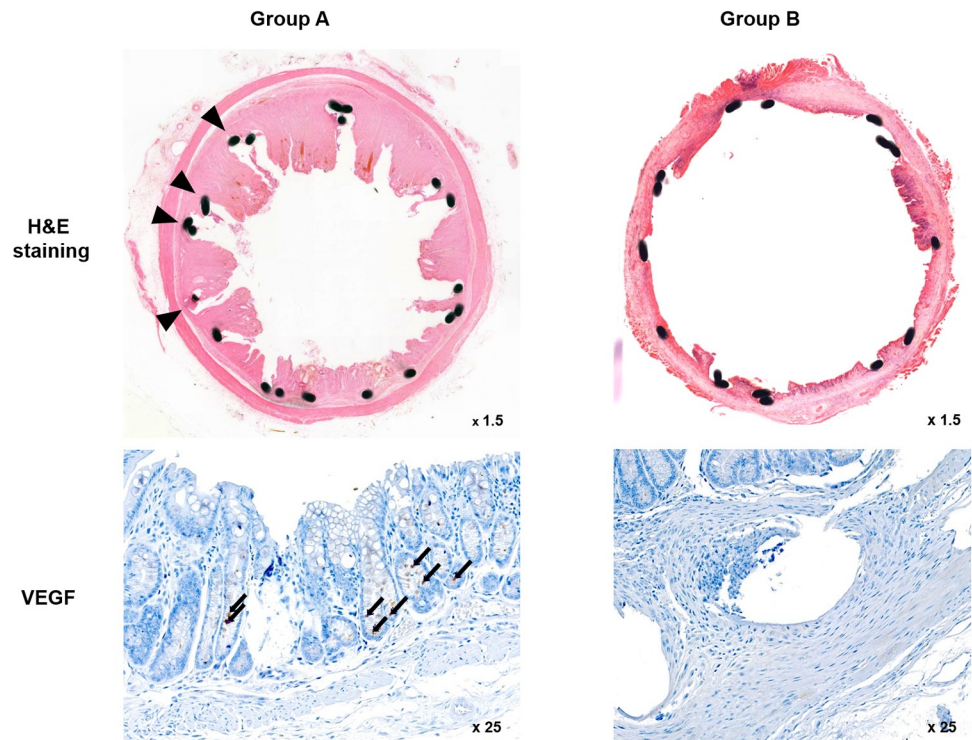 Group A
Group B
H&E
staining
x 1.5
x 1.5
VEGF
x 25
x 25